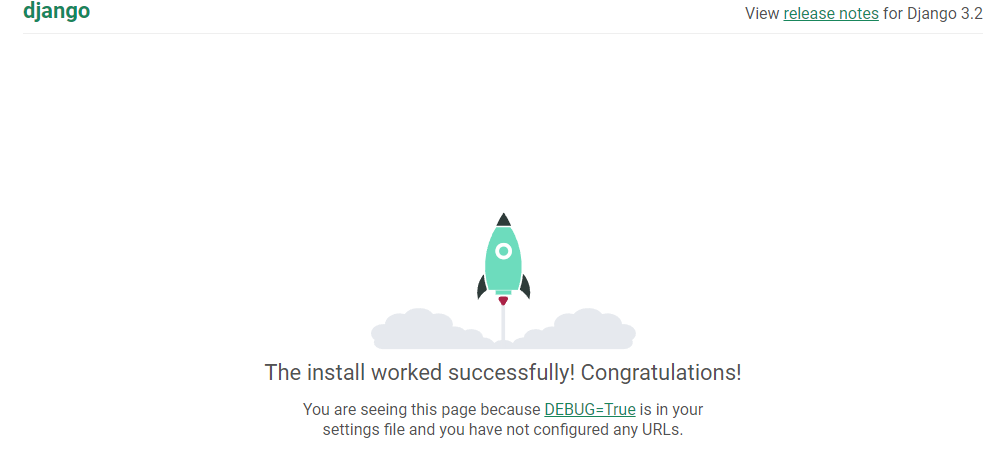 django
View release notes for Django 3.2
The install worked successfully! Congratulations!
You are seeing this page because DEBUG=True is in your
settings file and you have not configured any URLs.